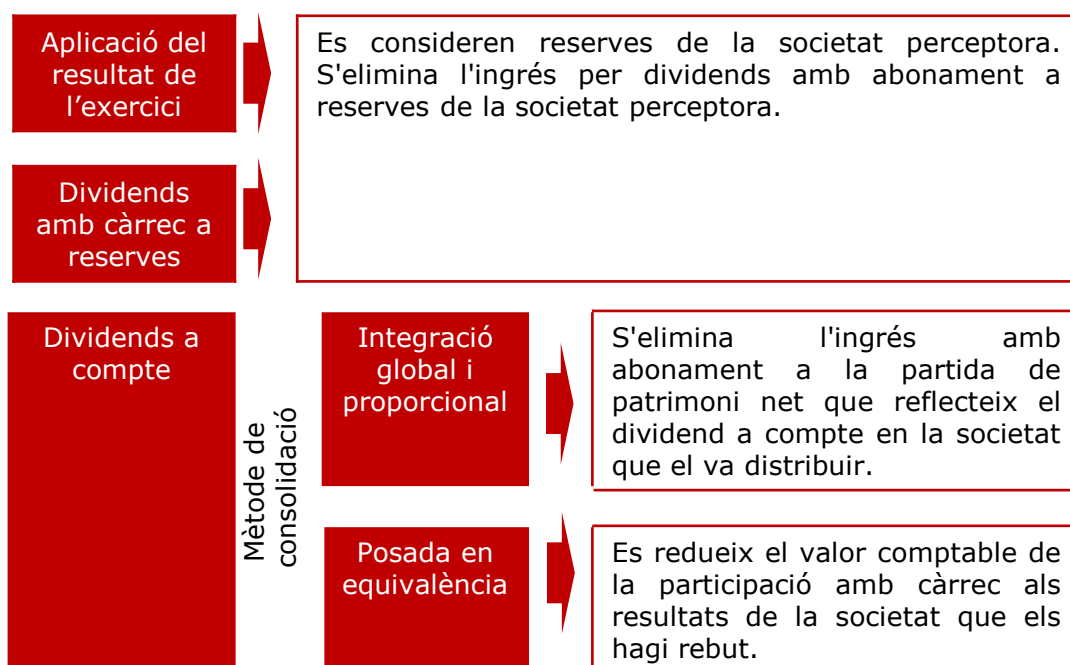 Aplicació del
resultat de
l’exercici
Es consideren reserves de la societat perceptora.
S'elimina l'ingrés per dividends amb abonament a
reserves de la societat perceptora.
Dividends
amb càrrec a
reserves
Dividends a
compte
Mètode de
consolidació
Integració
global i
proporcional
S'elimina l'ingrés amb
abonament a la partida de
patrimoni net que reflecteix el
dividend a compte en la societat
que el va distribuir.
Posada en
equivalència
Es redueix el valor comptable de
la participació amb càrrec als
resultats de la societat que els
hagi rebut.